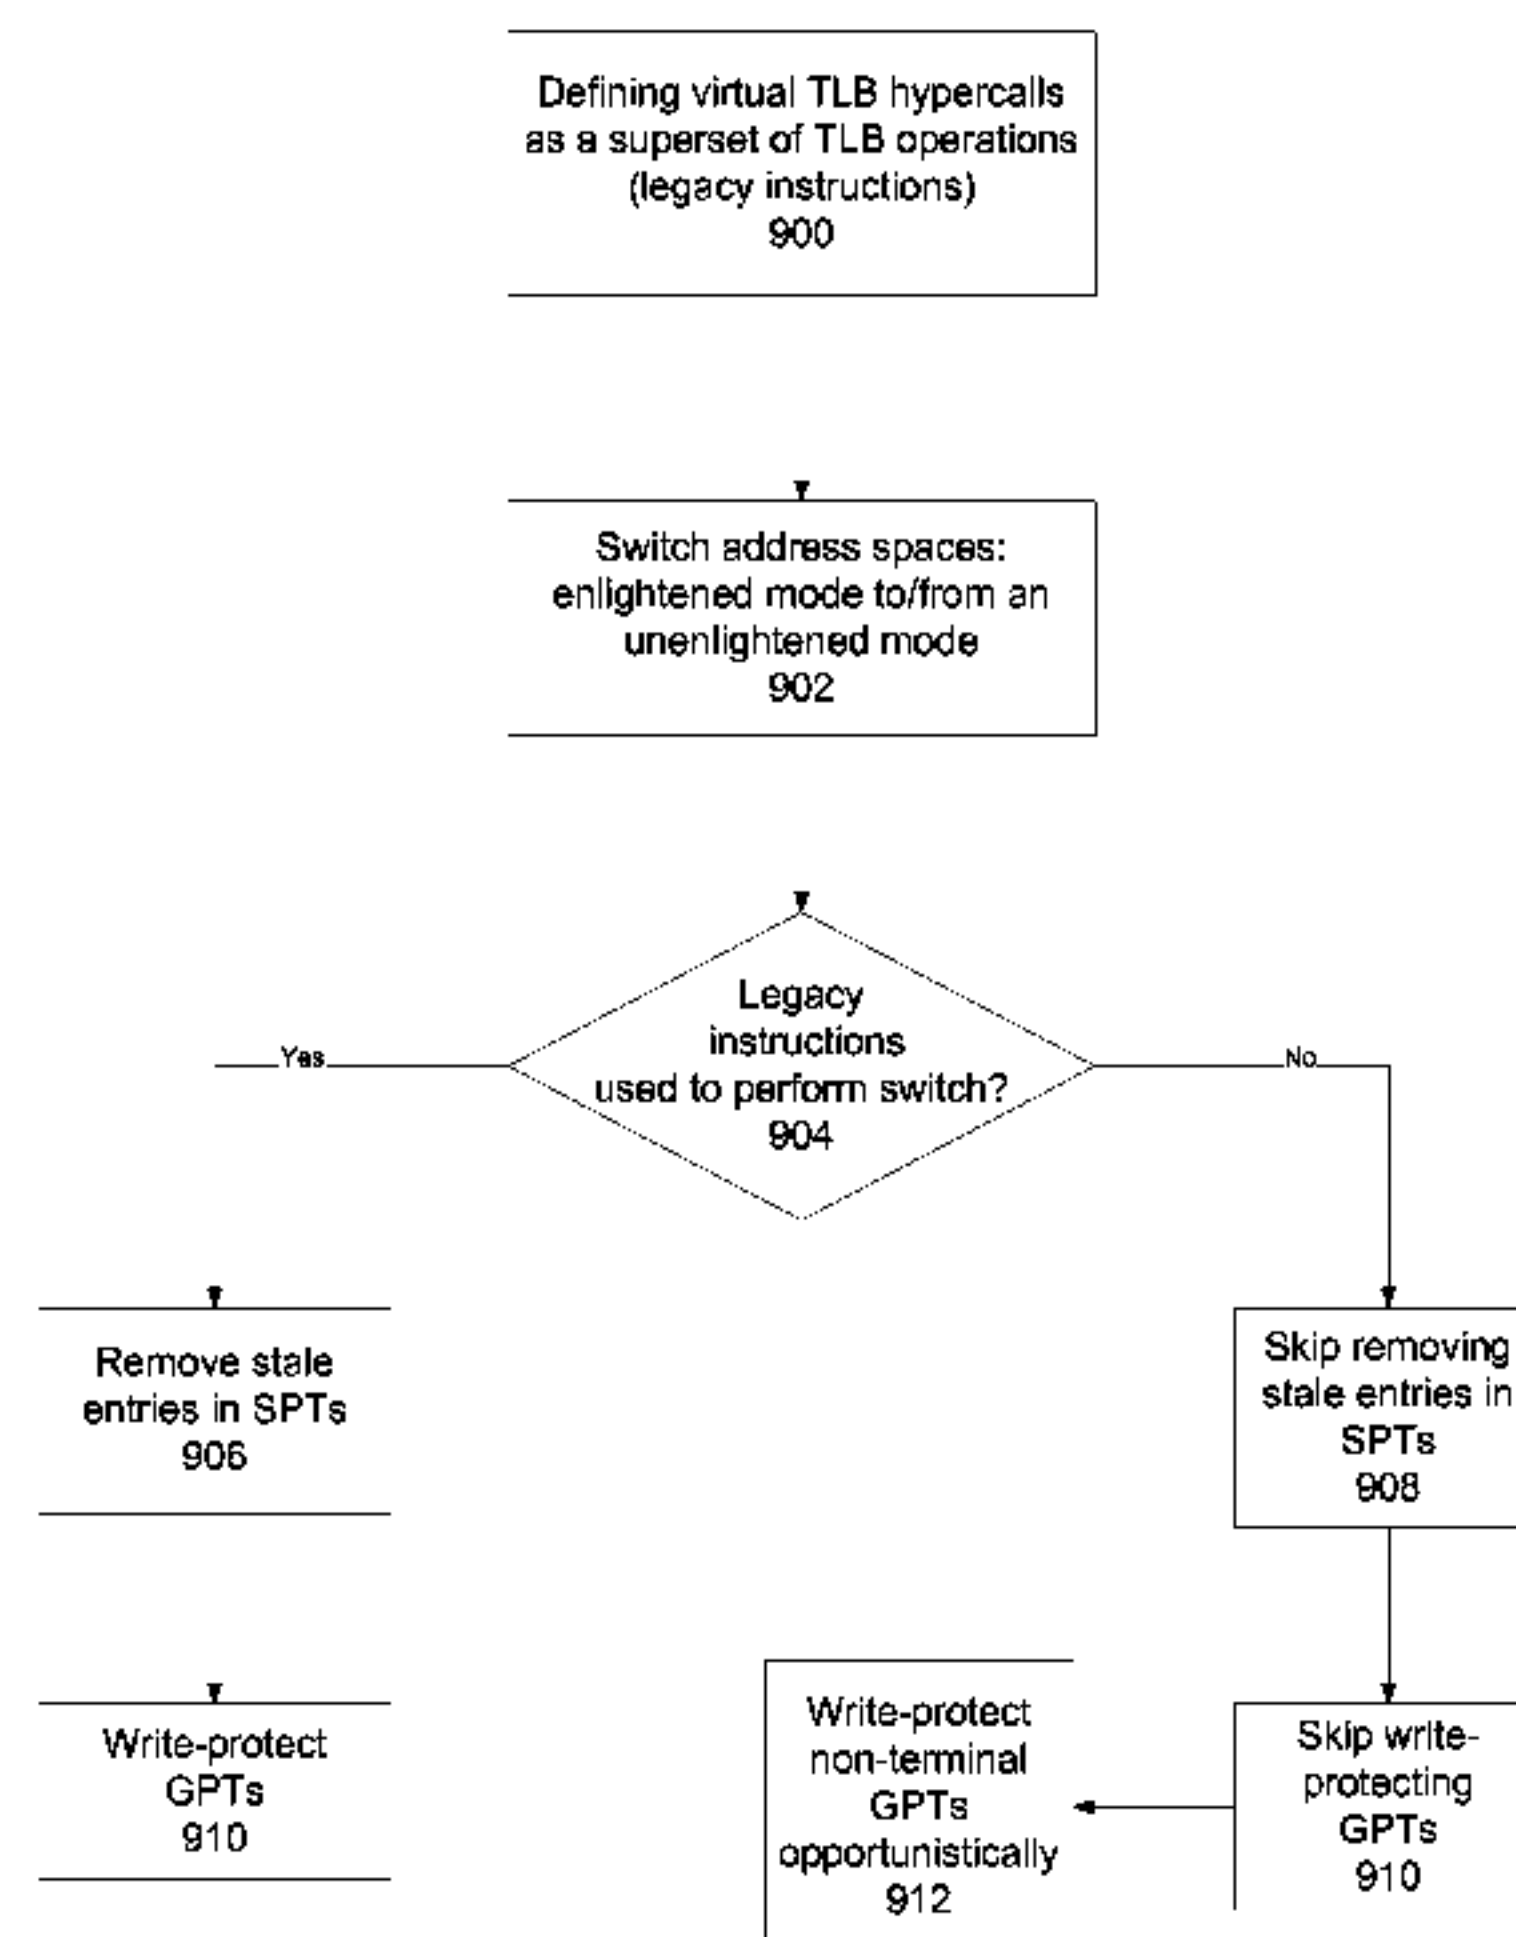 Defining virtual TLB hypercalls
as a superset of TLB operations
(legacy instructions)
900
Switch address spaces:
enlightened mode to/from an
unenlightened mode
902
Legacy
instructions
used to perform switch?
904
Yes
No
Remove stale
entries in SPTs
906
Skip removing
stale entries in
SPTs
908
Write-protect
GPTs
910
Write-protect
non-terminal
GPTs
opportunistically
912
Skip write-
protecting
GPTs
910